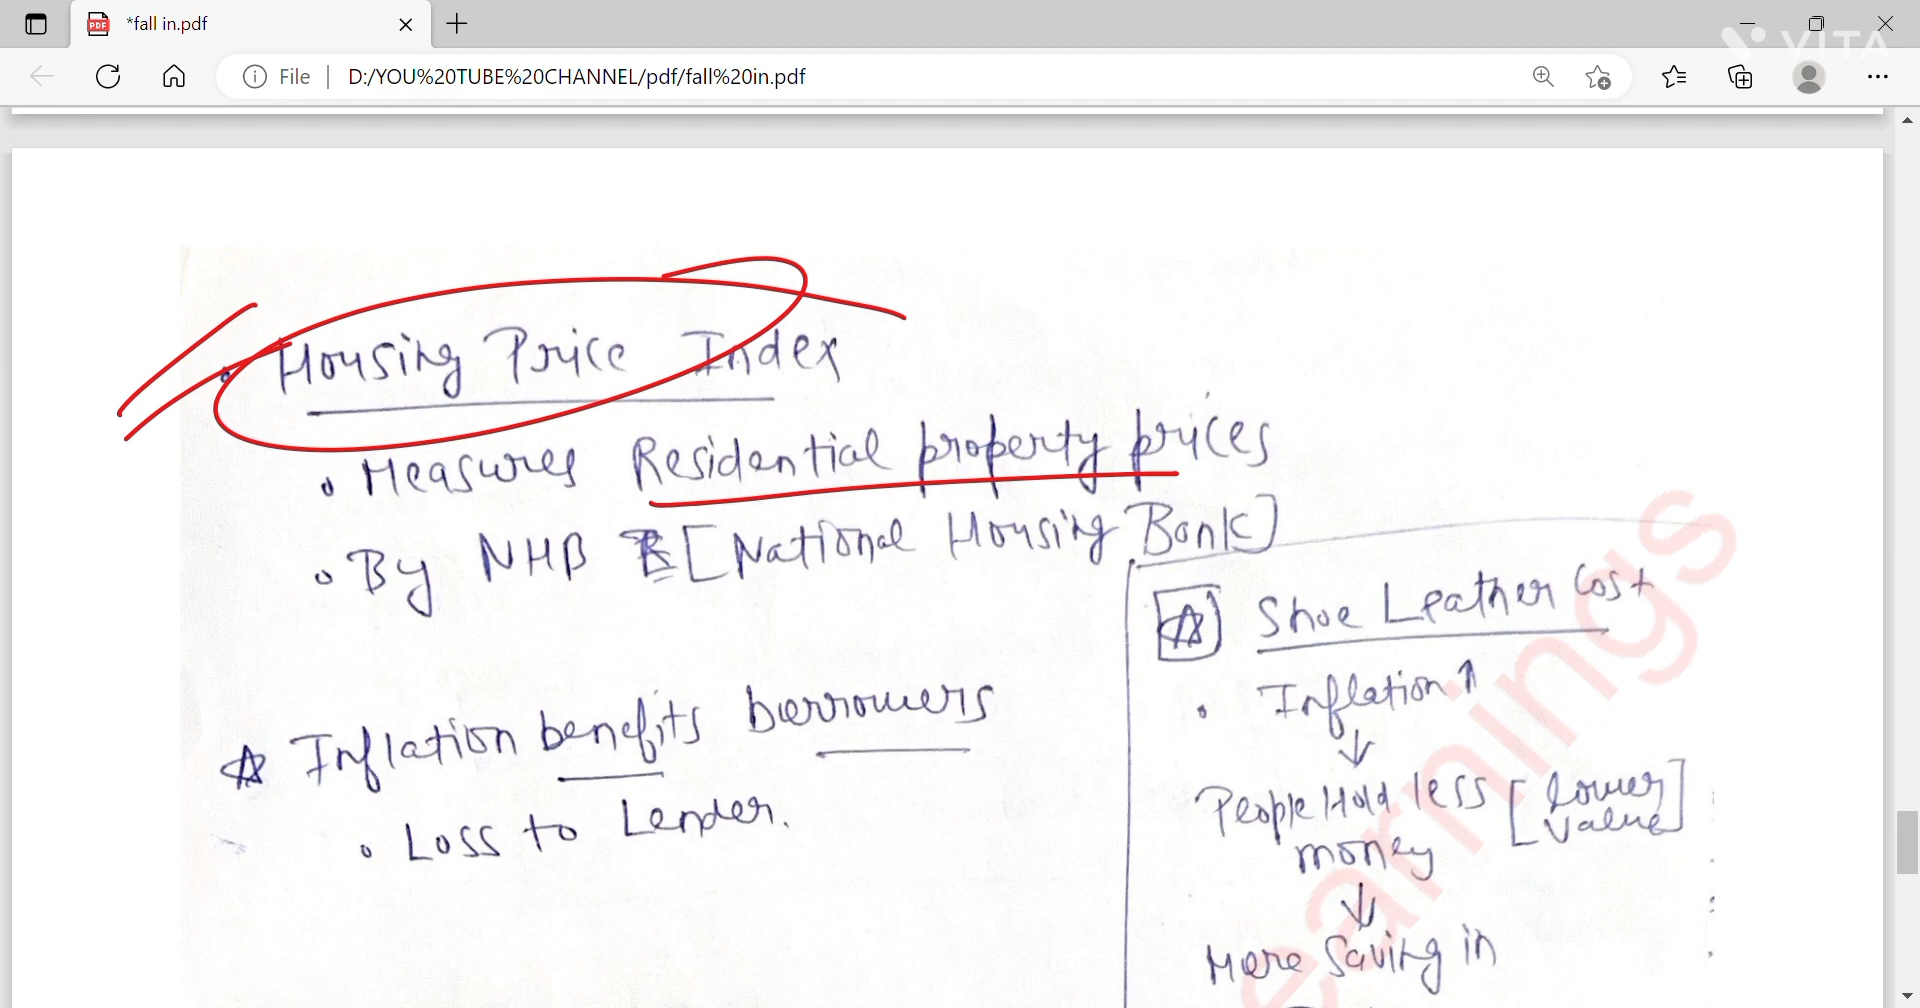 *fall in.pdf
VITA
File
D:/YOU%20TUBE%20CHANNEL/pdf/fall%20in.pdf
Housing Price Index
Measures Residential property prices
By NHB [National Housing Bank]
Inflation benefits borrowers
Loss to Lender.
Shoe Leather Cost
Inflation ↑
↓
People Hold less [lower
money value]
↓
More Saving in
earnings